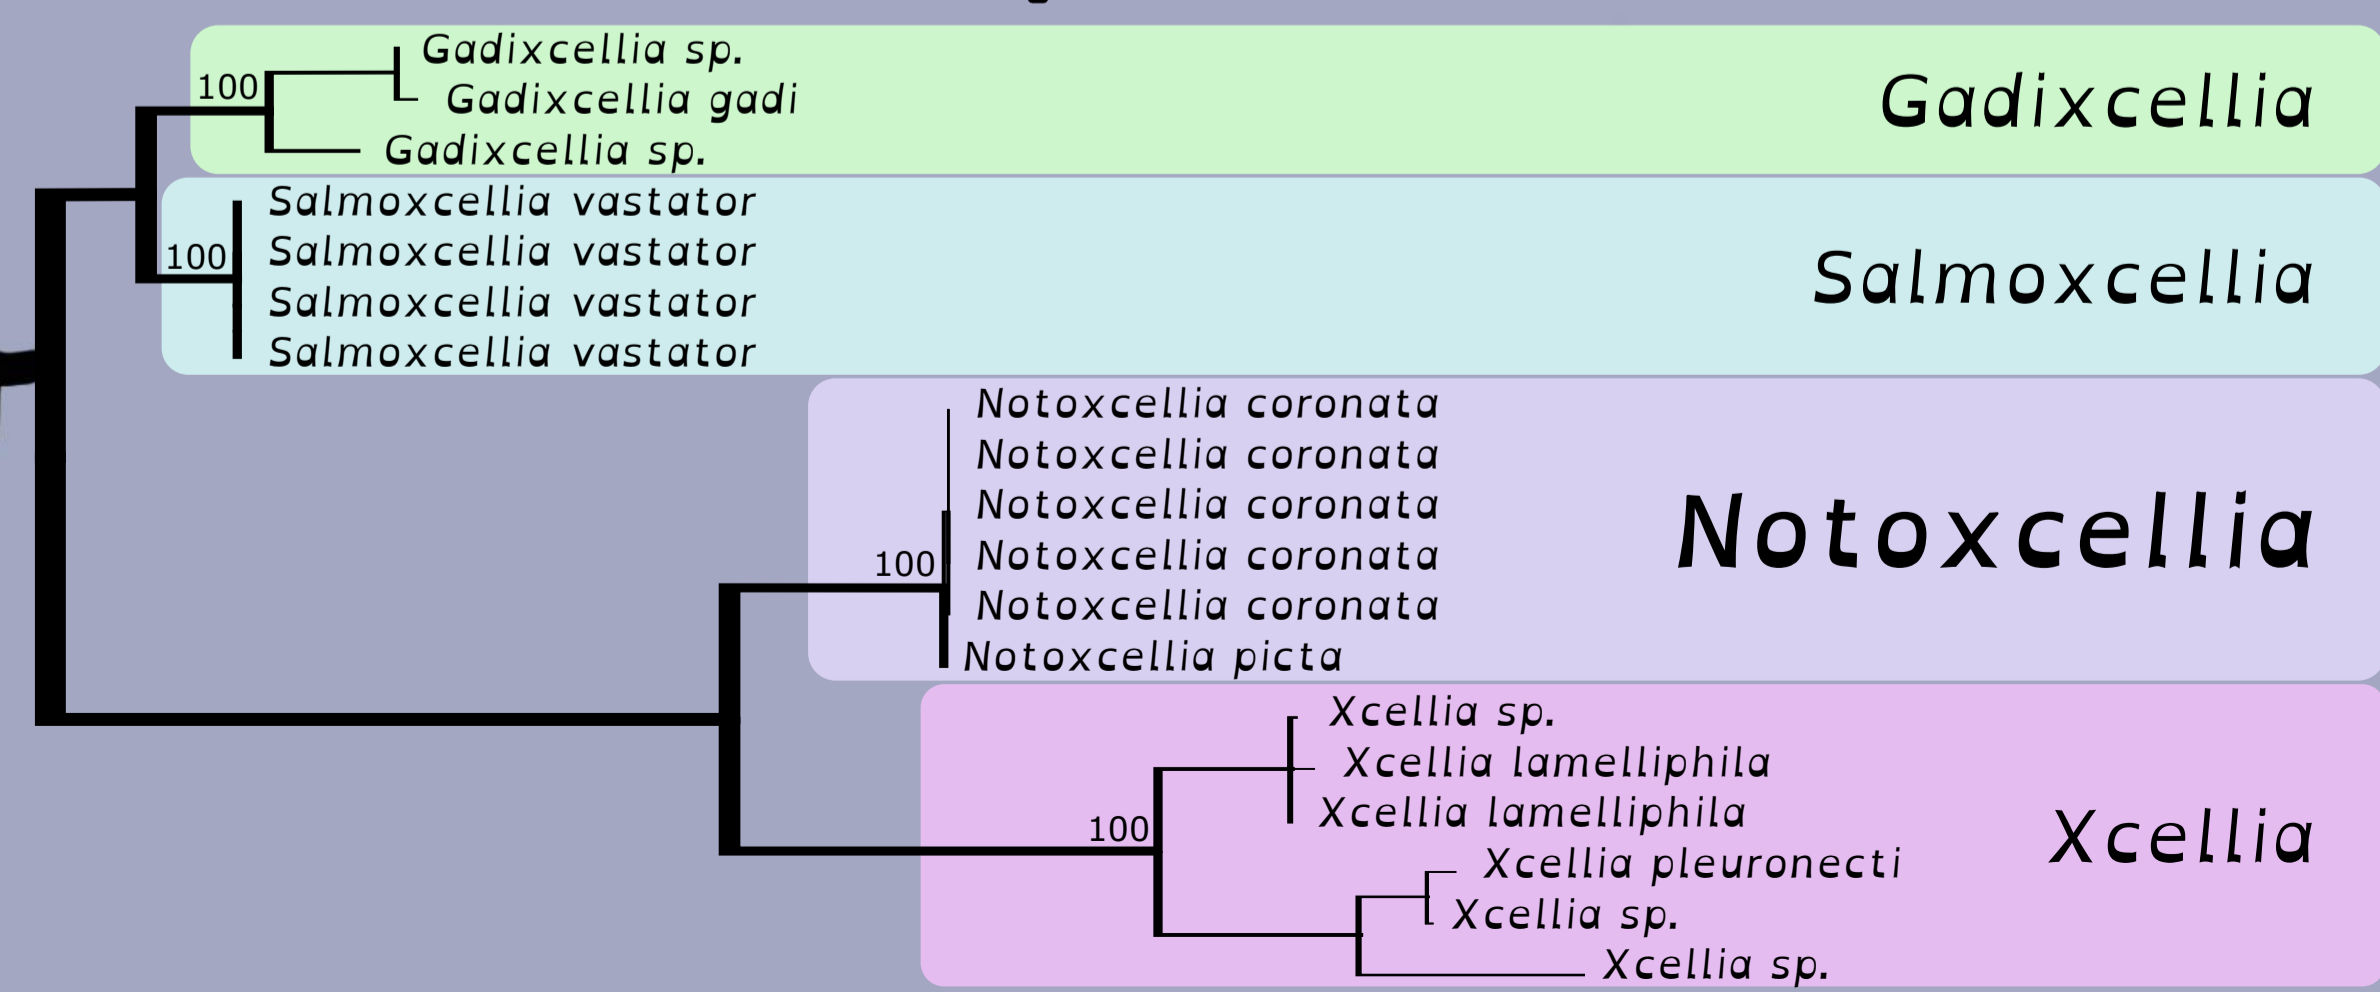 Gadixcellia sp.
100
Gadixcellia gadi
Gadixcellia
Gadixcellia sp.
Salmoxcellia vastator
Salmoxcellia vastator
100
Salmoxcellia
Salmoxcellia vastator
Salmoxcellia vastator
Notoxcellia coronata
Notoxcellia coronata
Notoxcellia coronata
Notoxcellia
Notoxcellia coronata
100
Notoxcellia coronata
Notoxcellia picta
Xcellia sp.
Xcellia lamelliphila
Xcellia lamelliphila
100
Xcellia
Xcellia pleuronecti
Xcellia sp.
Xcellia sp.